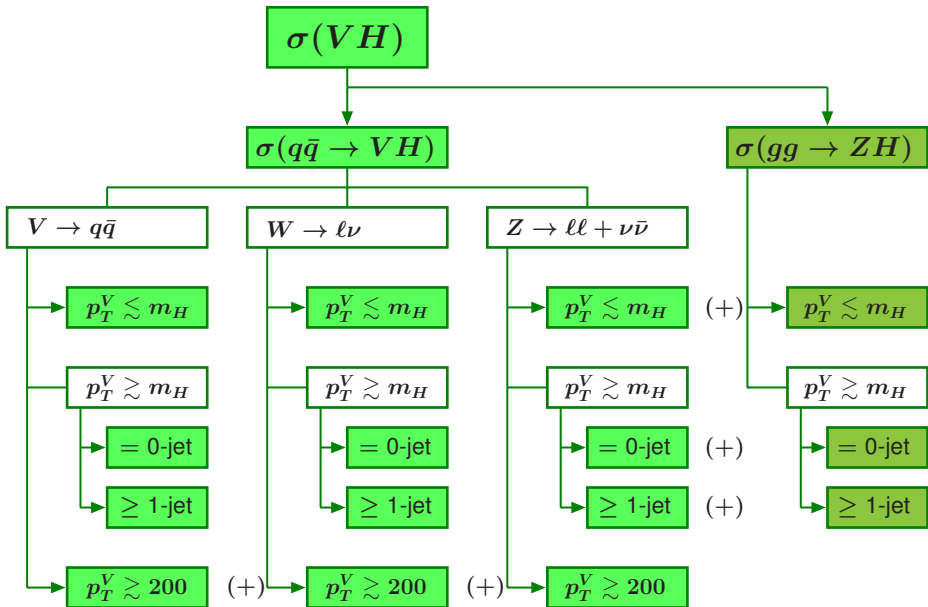 σ(VH)
σ(qq̄ → VH) σ(gg → ZH)
V → qq̄ W → ℓν Z → ℓℓ + νν̄
p_T^V ≲ m_H p_T^V ≲ m_H p_T^V ≲ m_H (+) p_T^V ≲ m_H
p_T^V ≳ m_H p_T^V ≳ m_H p_T^V ≳ m_H p_T^V ≳ m_H
= 0-jet = 0-jet = 0-jet (+) = 0-jet
≥ 1-jet ≥ 1-jet ≥ 1-jet (+) ≥ 1-jet
p_T^V ≳ 200 (+) p_T^V ≳ 200 (+) p_T^V ≳ 200